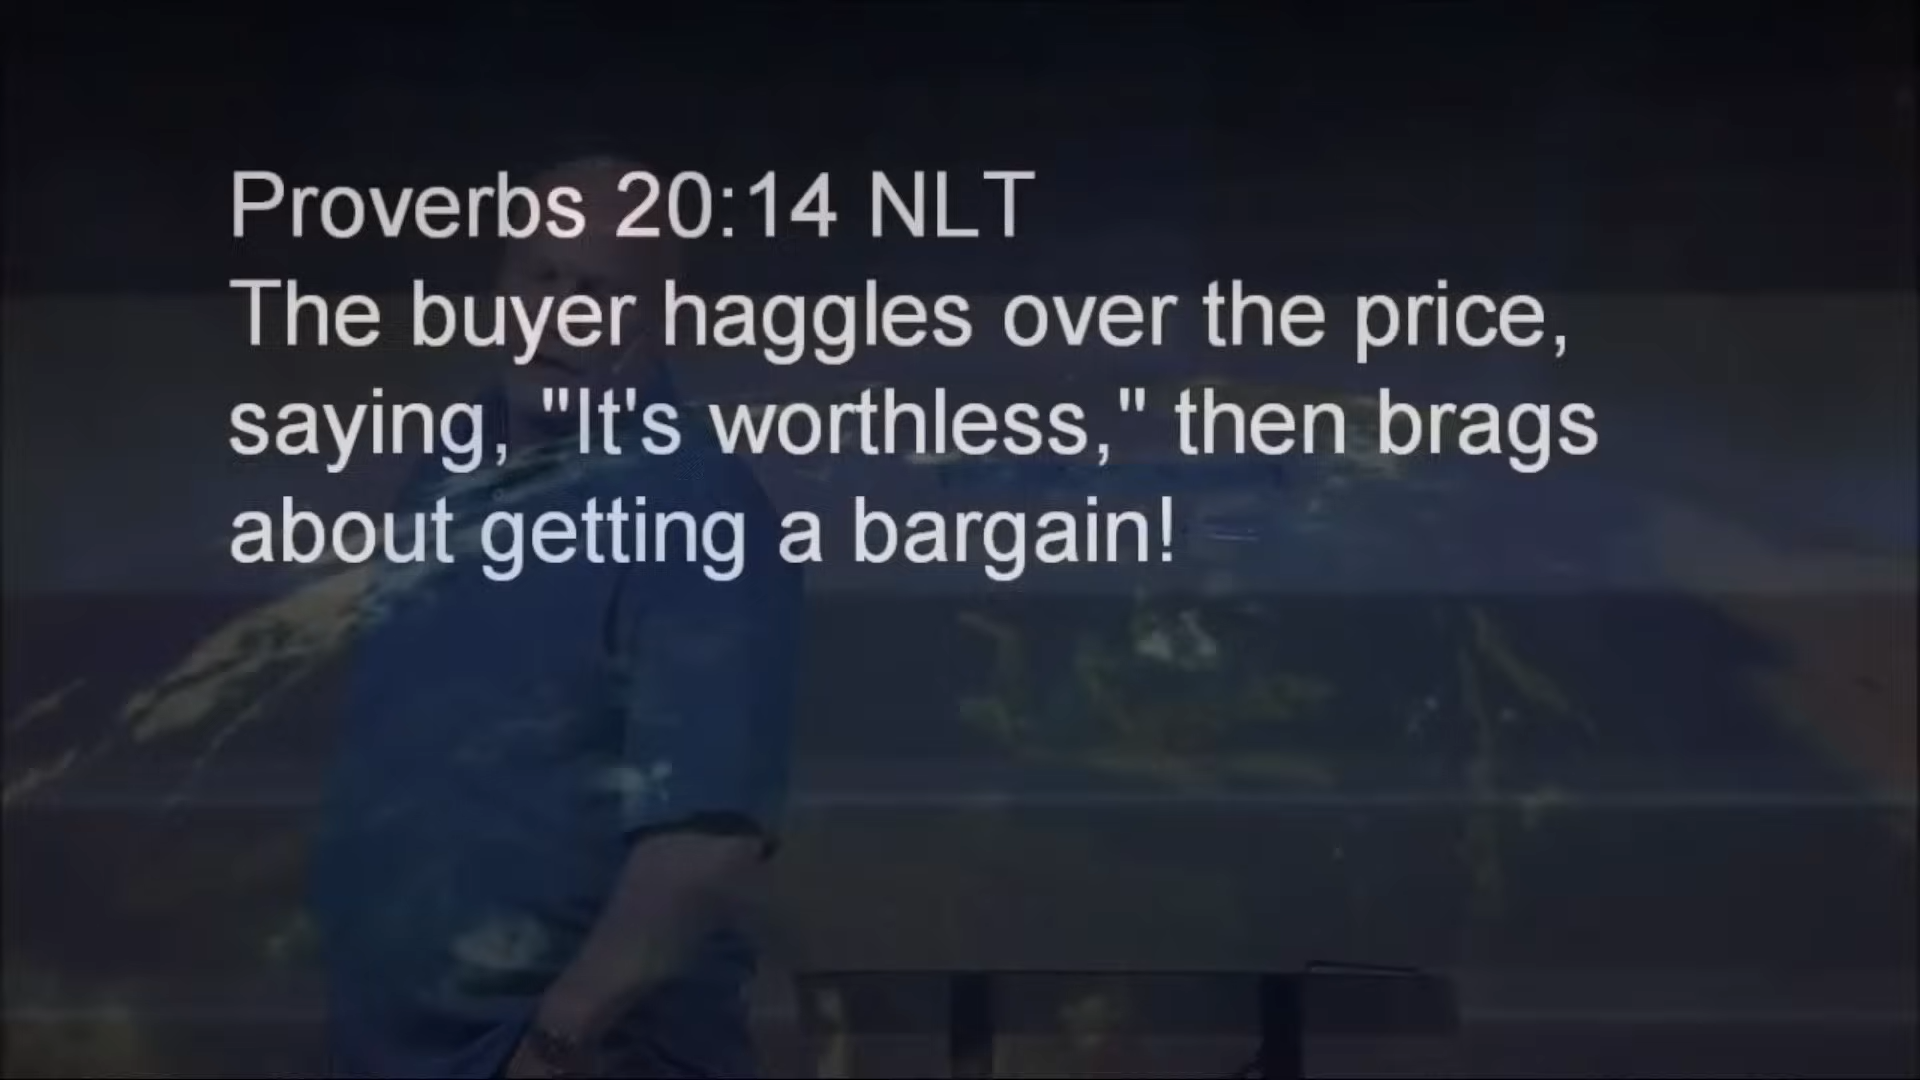 Proverbs 20:14 NLT
The buyer haggles over the price,
saying, "It's worthless," then brags
about getting a bargain!